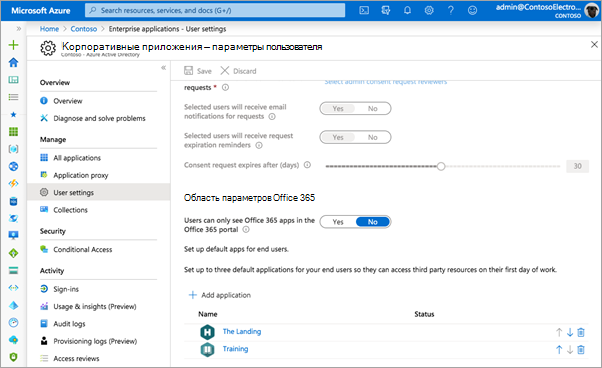 Microsoft Azure
Search resources, services, and docs (G+/)
admin@ContosoElectro...
CONTOSO
Home > Contoso > Enterprise applications - User settings
Корпоративные приложения – параметры пользователя
Contoso - Azure Active Directory
Save
Discard
Overview
Overview
Diagnose and solve problems
Manage
All applications
Application proxy
User settings
Collections
Security
Conditional Access
Activity
Sign-ins
Usage & insights (Preview)
Audit logs
Provisioning logs (Preview)
Access reviews
Select admin consent request reviewers
requests *
Selected users will receive email
notifications for requests
Yes No
Selected users will receive request
expiration reminders
Yes No
Consent request expires after (days)
30
Область параметров Office 365
Users can only see Office 365 apps in the
Office 365 portal
Yes No
Set up default apps for end users.
Set up to three default applications for your end users so they can access third party resources on their first day of work.
+ Add application
Name Status
The Landing
Training